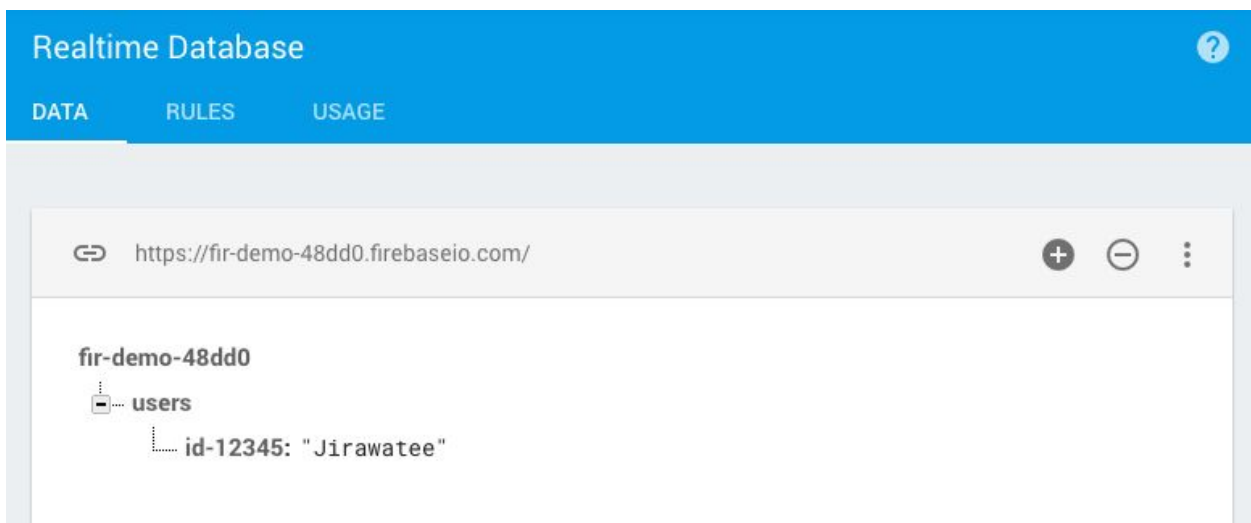 Realtime Database
DATA RULES USAGE
https://fir-demo-48dd0.firebaseio.com/
fir-demo-48dd0
users
id-12345: "Jirawatee"